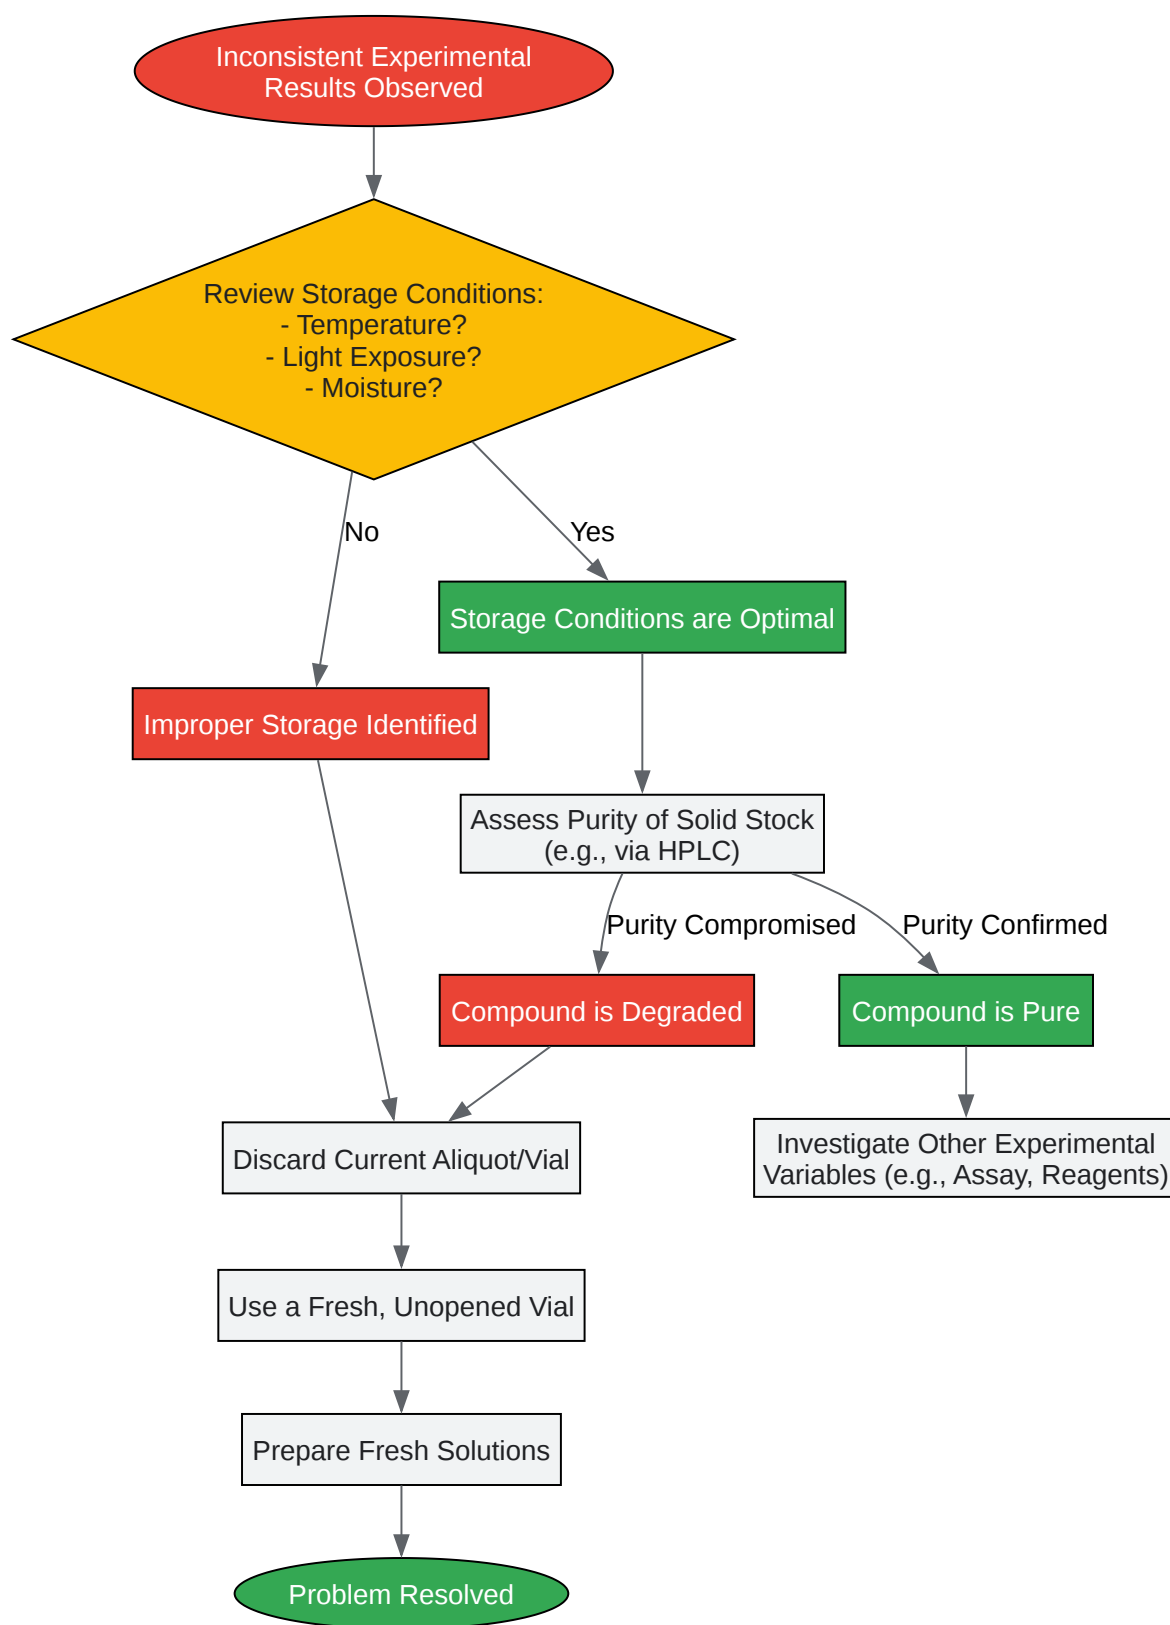 Inconsistent Experimental
Results Observed
Review Storage Conditions:
- Temperature?
- Light Exposure?
- Moisture?
No
Yes
Storage Conditions are Optimal
Improper Storage Identified
Assess Purity of Solid Stock
(e.g., via HPLC)
Purity Compromised
Purity Confirmed
Compound is Degraded
Compound is Pure
Discard Current Aliquot/Vial
Investigate Other Experimental
Variables (e.g., Assay, Reagents)
Use a Fresh, Unopened Vial
Prepare Fresh Solutions
Problem Resolved